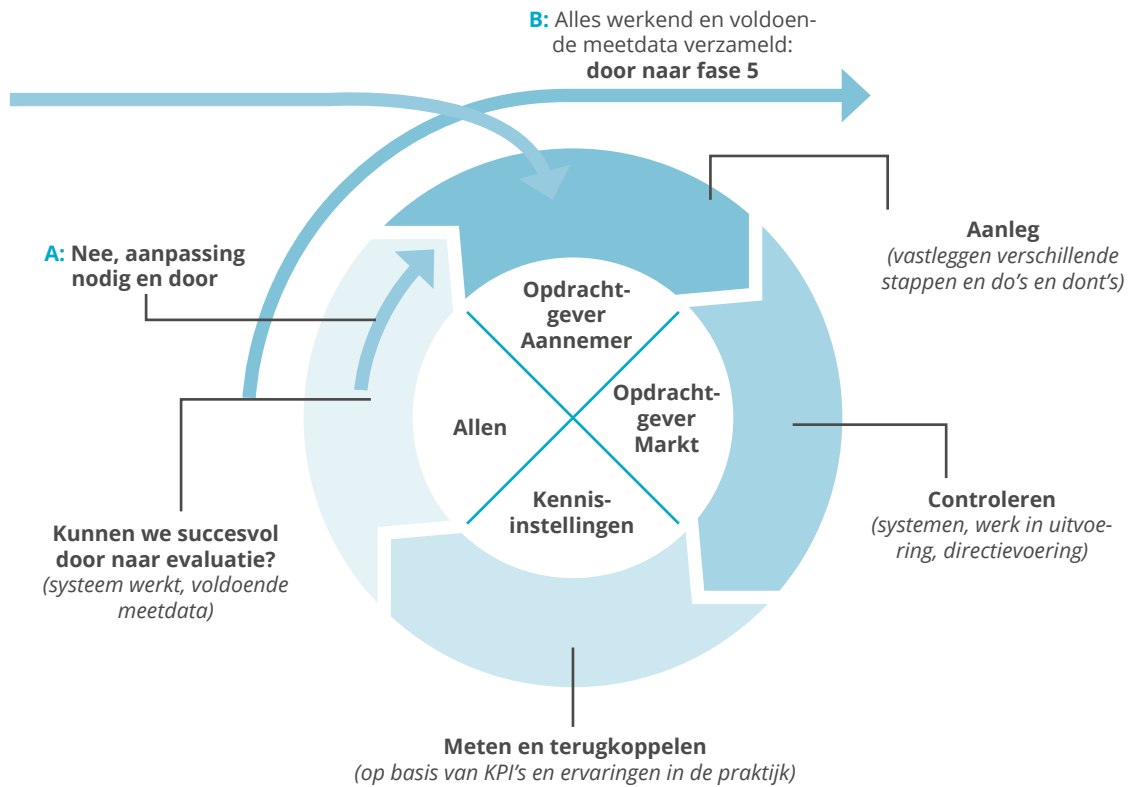 B: Alles werkend en voldoen-
de meetdata verzameld:
door naar fase 5
Aanleg
(vastleggen verschillende
stappen en do's en dont's)
A: Nee, aanpassing
nodig en door
Opdracht-
gever
Aannemer
Opdracht-
gever
Markt
Allen
Kennis-
instellingen
Controleren
(systemen, werk in uitvoe-
ring, directievoering)
Kunnen we succesvol
door naar evaluatie?
(systeem werkt, voldoende
meetdata)
Meten en terugkoppelen
(op basis van KPI's en ervaringen in de praktijk)